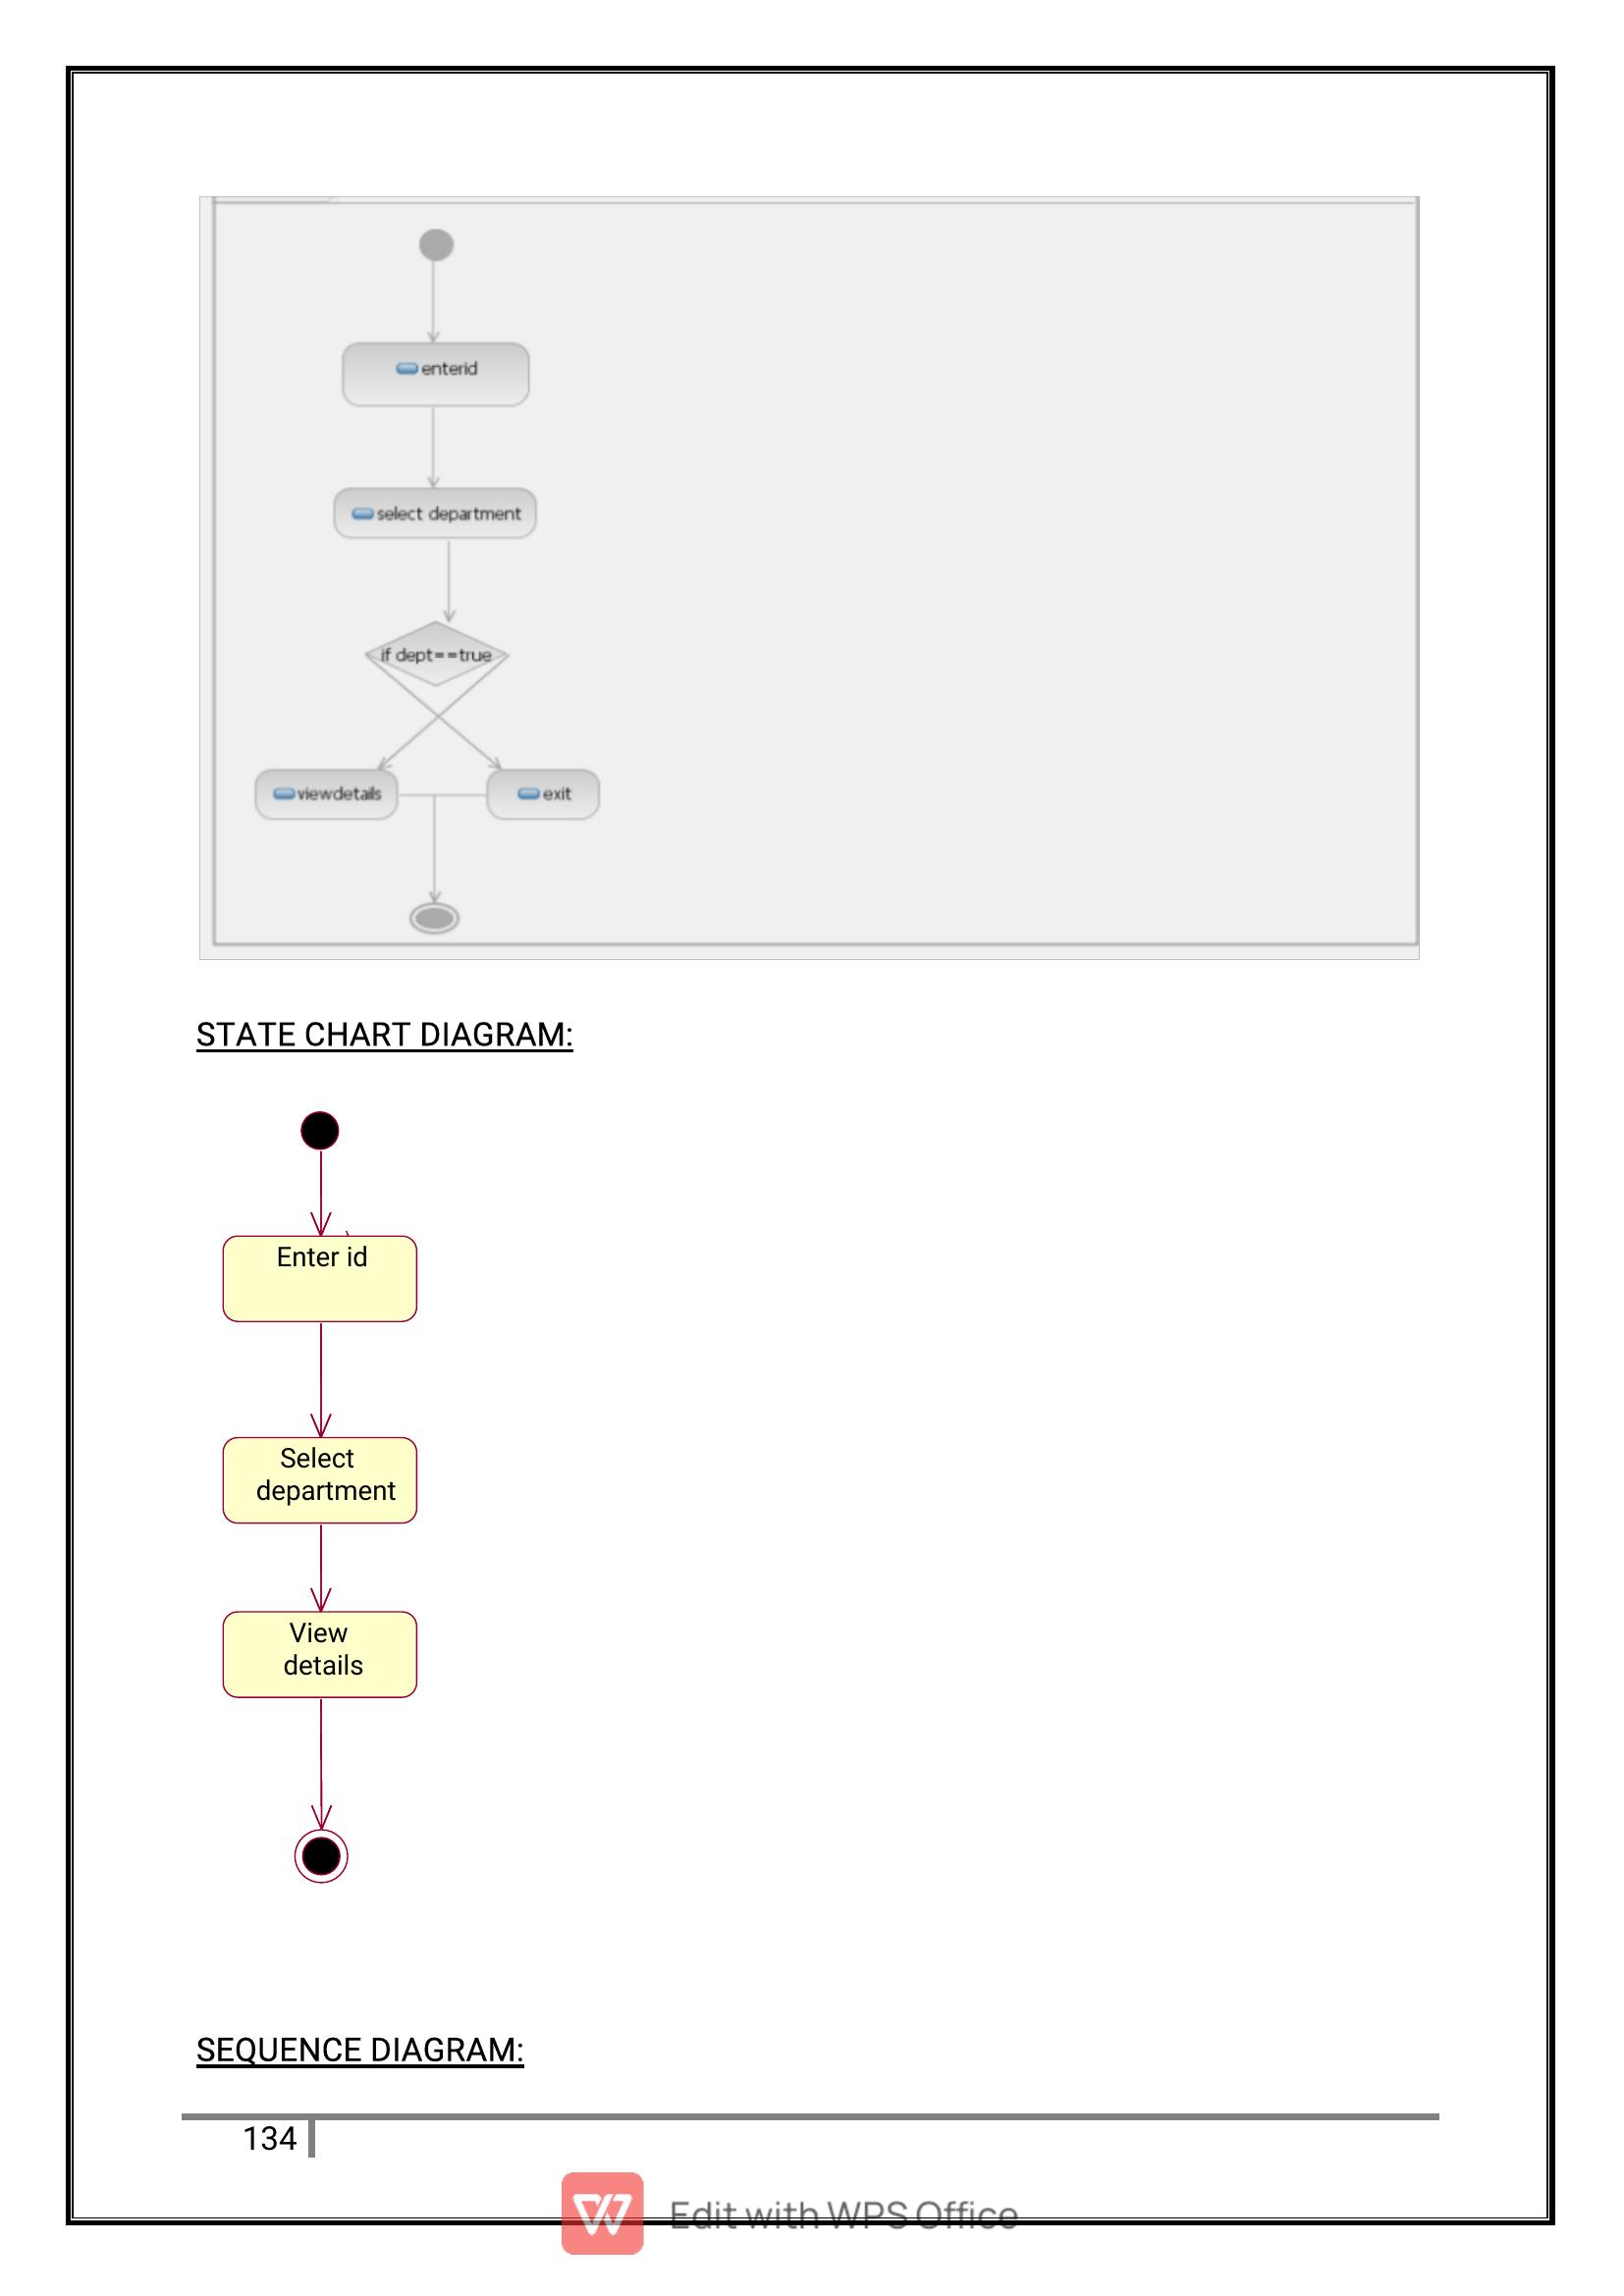 enterid
select department
if dept==true
viewdetails
exit
STATE CHART DIAGRAM:
Enter id
Select
department
View
details
SEQUENCE DIAGRAM:
134
Edit with WPS Office